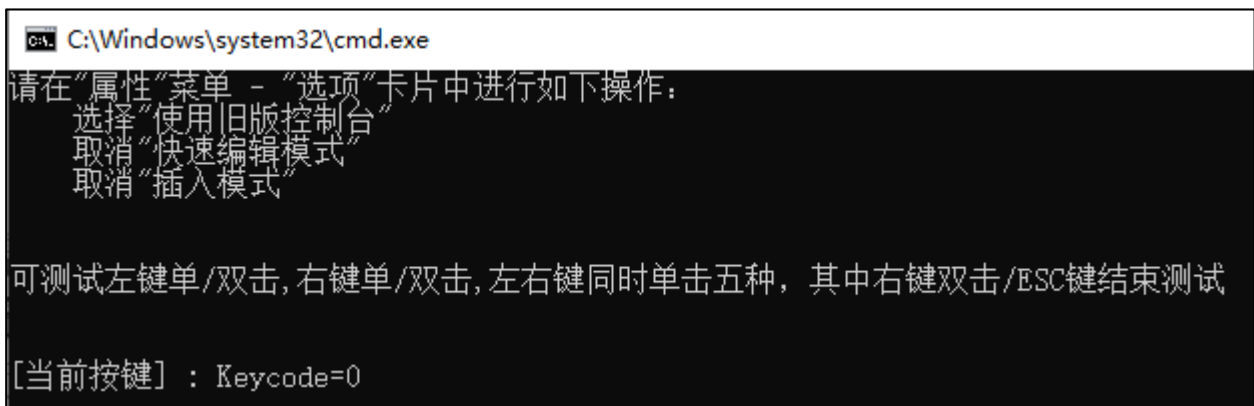 C:\Windows\system32\cmd.exe
请在"属性"菜单 - "选项"卡片中进行如下操作:
    选择"使用旧版控制台"
    取消"快速编辑模式"
    取消"插入模式"
可测试左键单/双击,右键单/双击,左右键同时单击五种，其中右键双击/ESC键结束测试
[当前按键] : Keycode=0